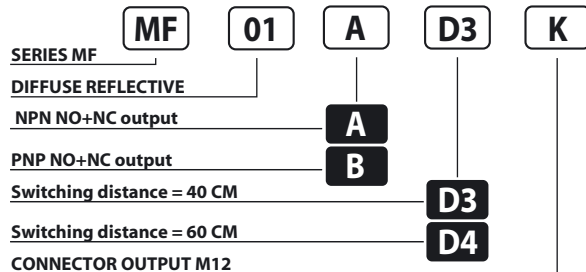 MF 01 A D3 K
SERIES MF
DIFFUSE REFLECTIVE
NPN NO+NC output A
PNP NO+NC output B
Switching distance = 40 CM D3
Switching distance = 60 CM D4
CONNECTOR OUTPUT M12